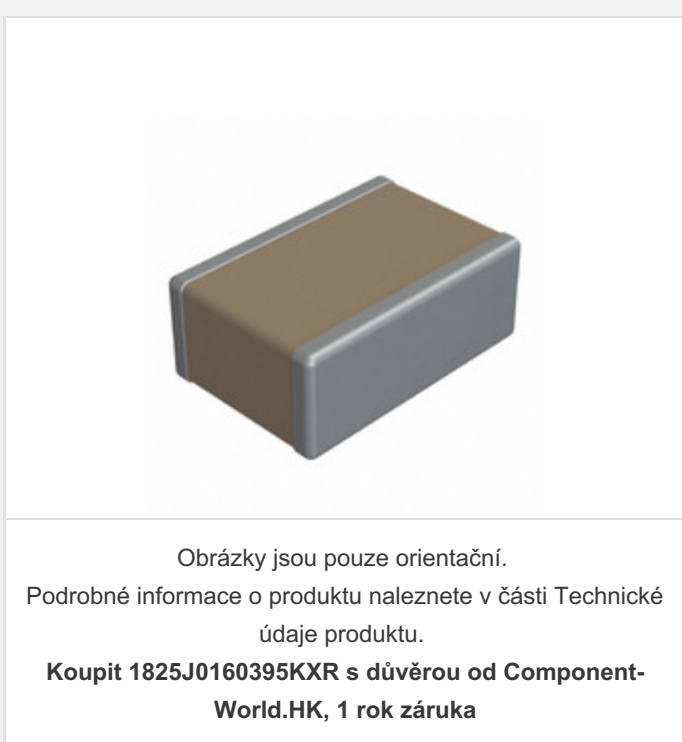 Obrázky jsou pouze orientační.
Podrobné informace o produktu naleznete v části Technické
údaje produktu.
Koupit 1825J0160395KXR s důvěrou od Component-
World.HK, 1 rok záruka